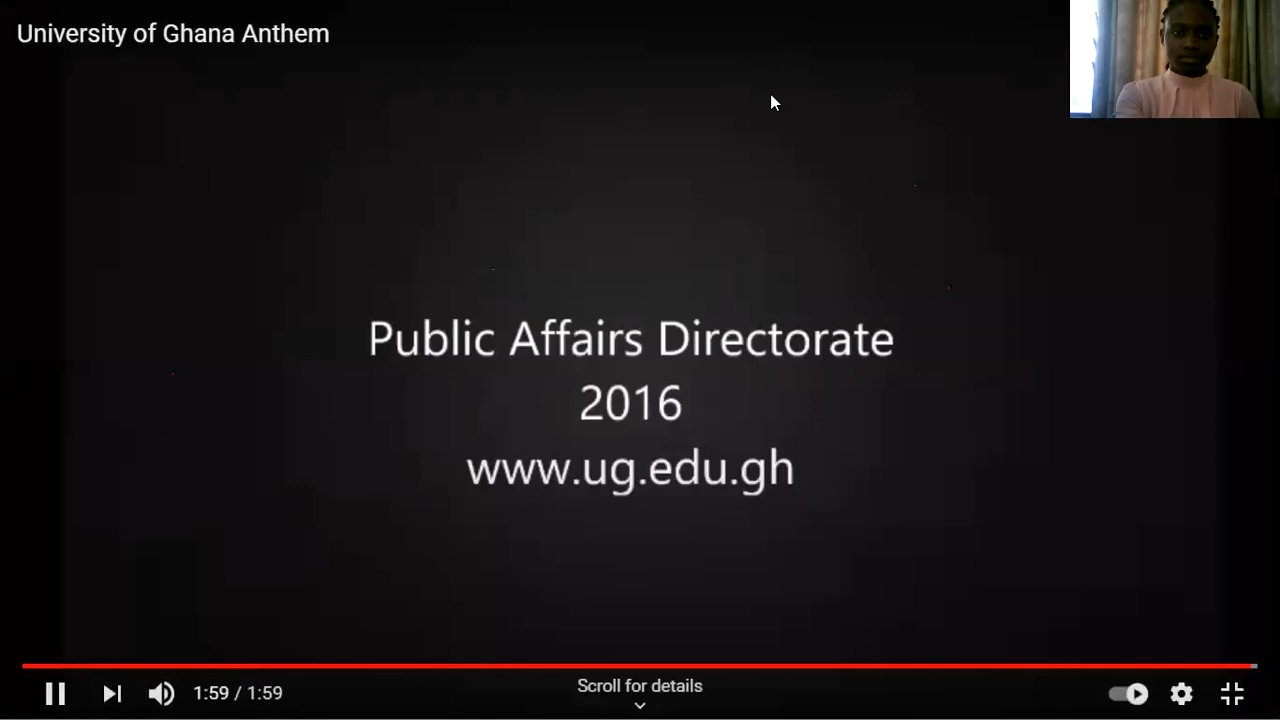 University of Ghana Anthem
Public Affairs Directorate
2016
www.ug.edu.gh
Scroll for details
1:59 / 1:59